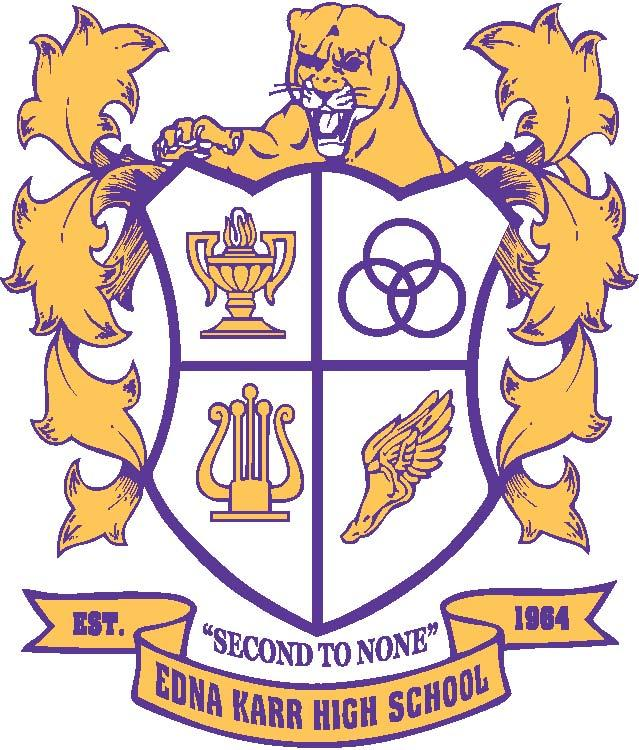 EST.
1964
"SECOND TO NONE"
EDNA KARR HIGH SCHOOL